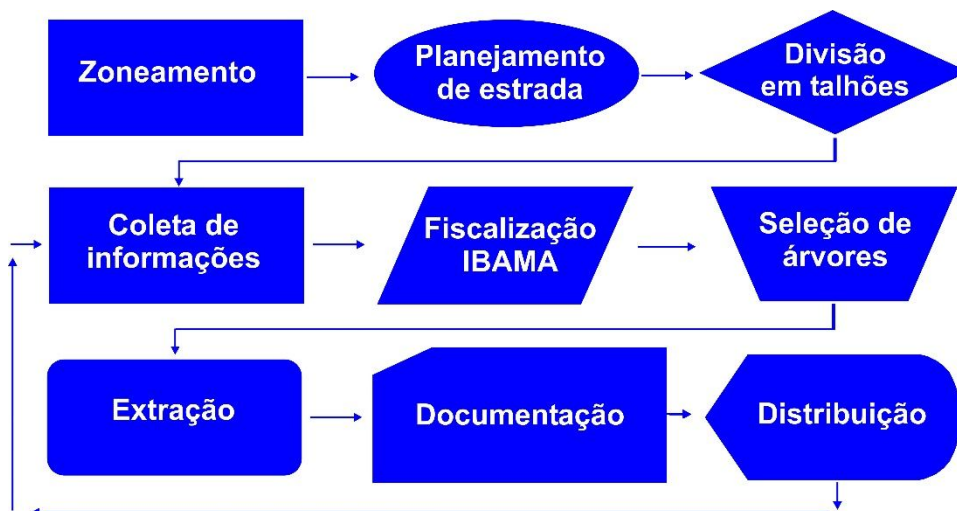 Zoneamento
Planejamento
de estrada
Divisão
em talhões
Coleta de
informações
Fiscalização
IBAMA
Seleção de
árvores
Extração
Documentação
Distribuição